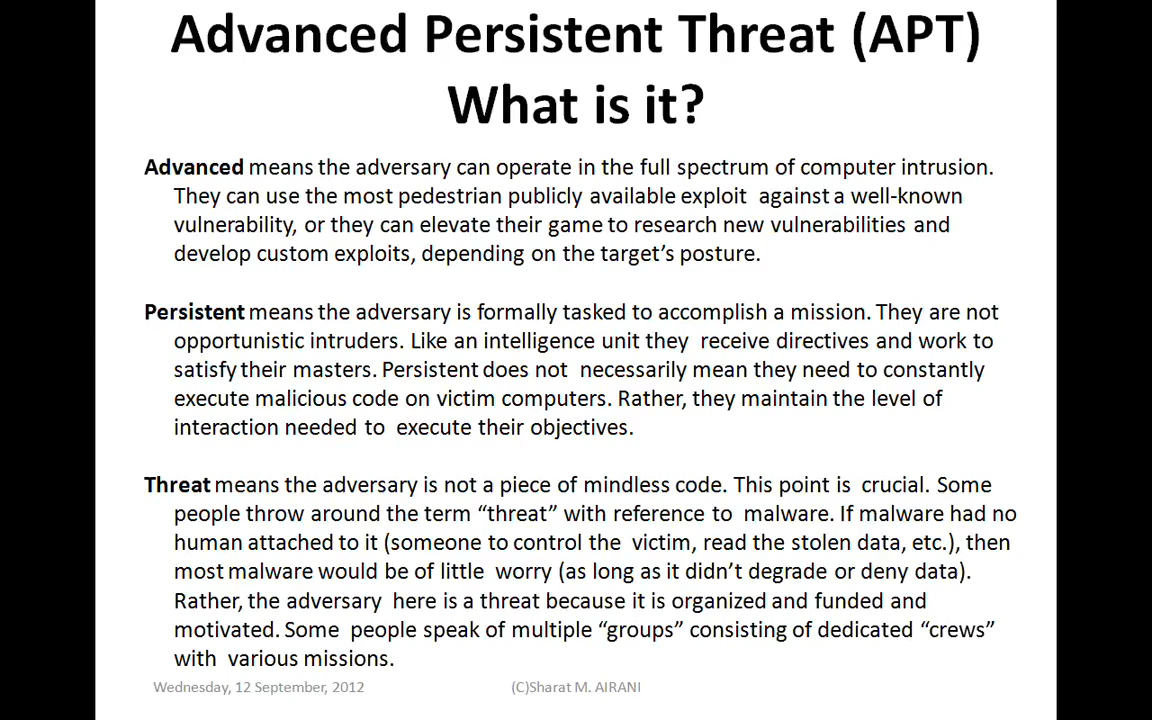 Advanced Persistent Threat (APT)
What is it?
Advanced means the adversary can operate in the full spectrum of computer intrusion.
They can use the most pedestrian publicly available exploit against a well-known
vulnerability, or they can elevate their game to research new vulnerabilities and
develop custom exploits, depending on the target’s posture.
Persistent means the adversary is formally tasked to accomplish a mission. They are not
opportunistic intruders. Like an intelligence unit they receive directives and work to
satisfy their masters. Persistent does not necessarily mean they need to constantly
execute malicious code on victim computers. Rather, they maintain the level of
interaction needed to execute their objectives.
Threat means the adversary is not a piece of mindless code. This point is crucial. Some
people throw around the term “threat” with reference to malware. If malware had no
human attached to it (someone to control the victim, read the stolen data, etc.), then
most malware would be of little worry (as long as it didn’t degrade or deny data).
Rather, the adversary here is a threat because it is organized and funded and
motivated. Some people speak of multiple “groups” consisting of dedicated “crews”
with various missions.
Wednesday, 12 September, 2012 (C)Sharat M. AIRANI